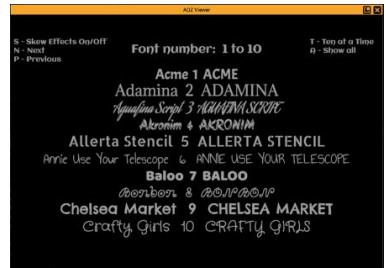 AOZ Viewer
S - Skew Effects On/Off
N - Next
P - Previous
Font number: 1 to 10
T - Ten at a Time
A - Show all
Acme 1 ACME
Adamina 2 ADAMINA
Aguafina Script 3 AGUAFINA SCRIPT
Akronim 4 AKRONIM
Allerta Stencil 5 ALLERTA STENCIL
Annie Use Your Telescope 6 ANNIE USE YOUR TELESCOPE
Baloo 7 BALOO
Bonbon 8 BONBON
Chelsea Market 9 CHELSEA MARKET
Crafty Girls 10 CRAFTY GIRLS